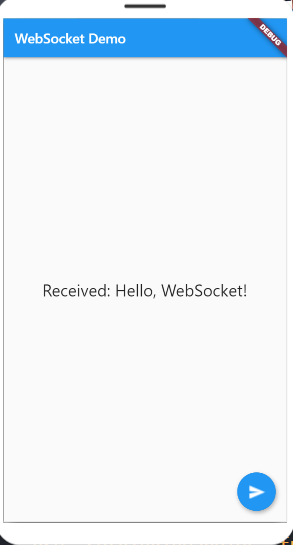 WebSocket Demo
DEBUG
Received: Hello, WebSocket!